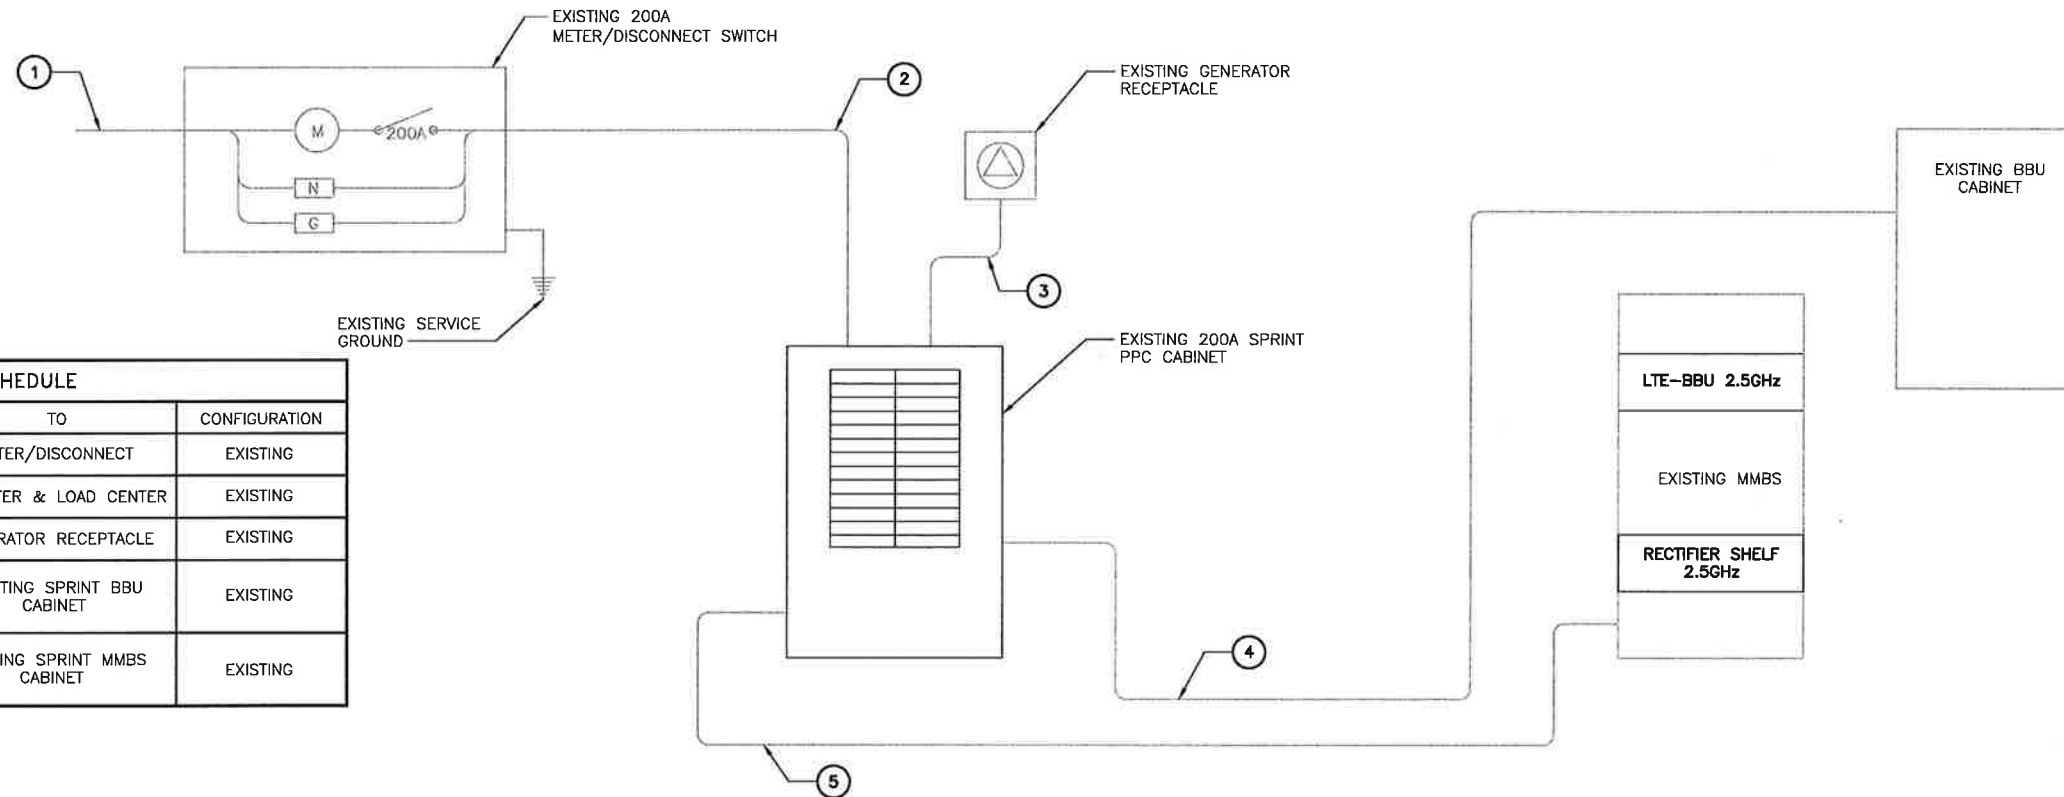 EXISTING 200A
METER/DISCONNECT SWITCH
1
2
M
200A
N
G
EXISTING SERVICE
GROUND
EXISTING GENERATOR
RECEPTACLE
3
EXISTING 200A SPRINT
PPC CABINET
EXISTING BBU
CABINET
LTE-BBU 2.5GHz
EXISTING MMBS
RECTIFIER SHELF
2.5GHz
4
5
HEDULE
TO CONFIGURATION
TER/DISCONNECT EXISTING
TER & LOAD CENTER EXISTING
RATOR RECEPTACLE EXISTING
TING SPRINT BBU
CABINET EXISTING
ING SPRINT MMBS
CABINET EXISTING